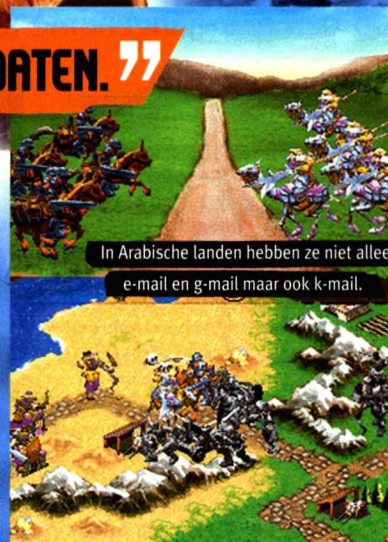 DATEN.”
In Arabische landen hebben ze niet allee
e-mail en g-mail maar ook k-mail.